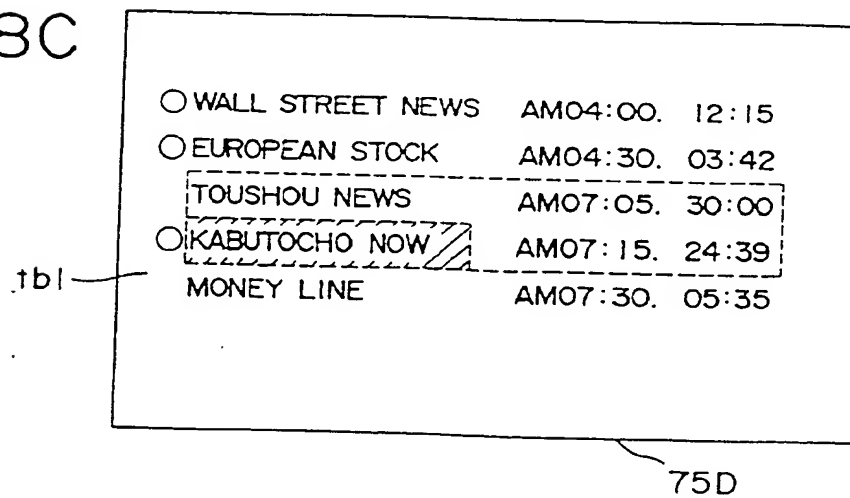 8C
○ WALL STREET NEWS AM04:00. 12:15
○ EUROPEAN STOCK AM04:30. 03:42
TOUSHOU NEWS AM07:05. 30:00
○ KABUTOCHO NOW AM07:15. 24:39
MONEY LINE AM07:30. 05:35
tbl
75D